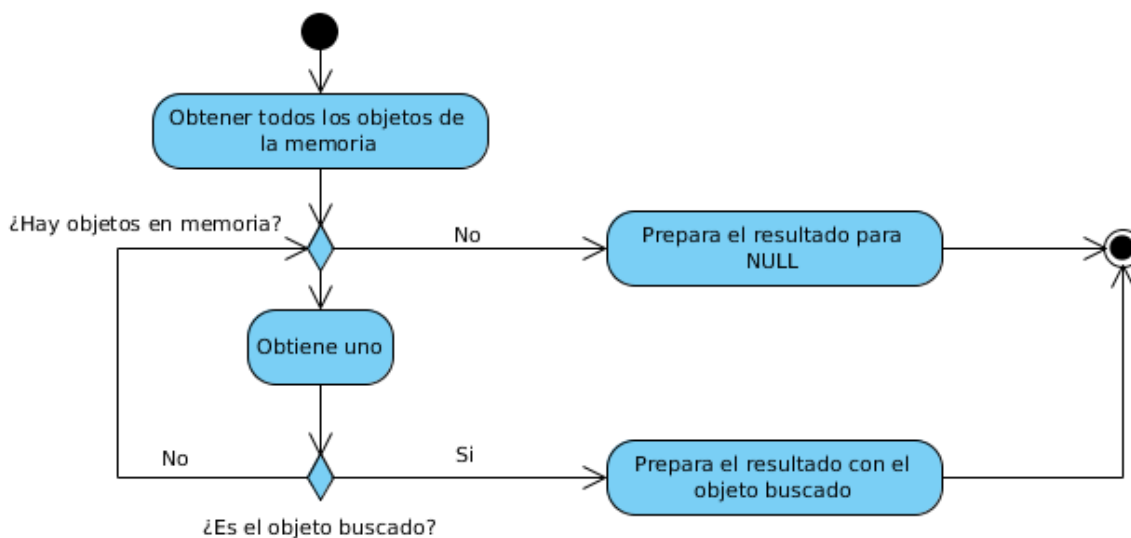 Obtener todos los objetos de
la memoria
¿Hay objetos en memoria?
No
Prepara el resultado para
NULL
Obtiene uno
No
Si
Prepara el resultado con el
objeto buscado
¿Es el objeto buscado?